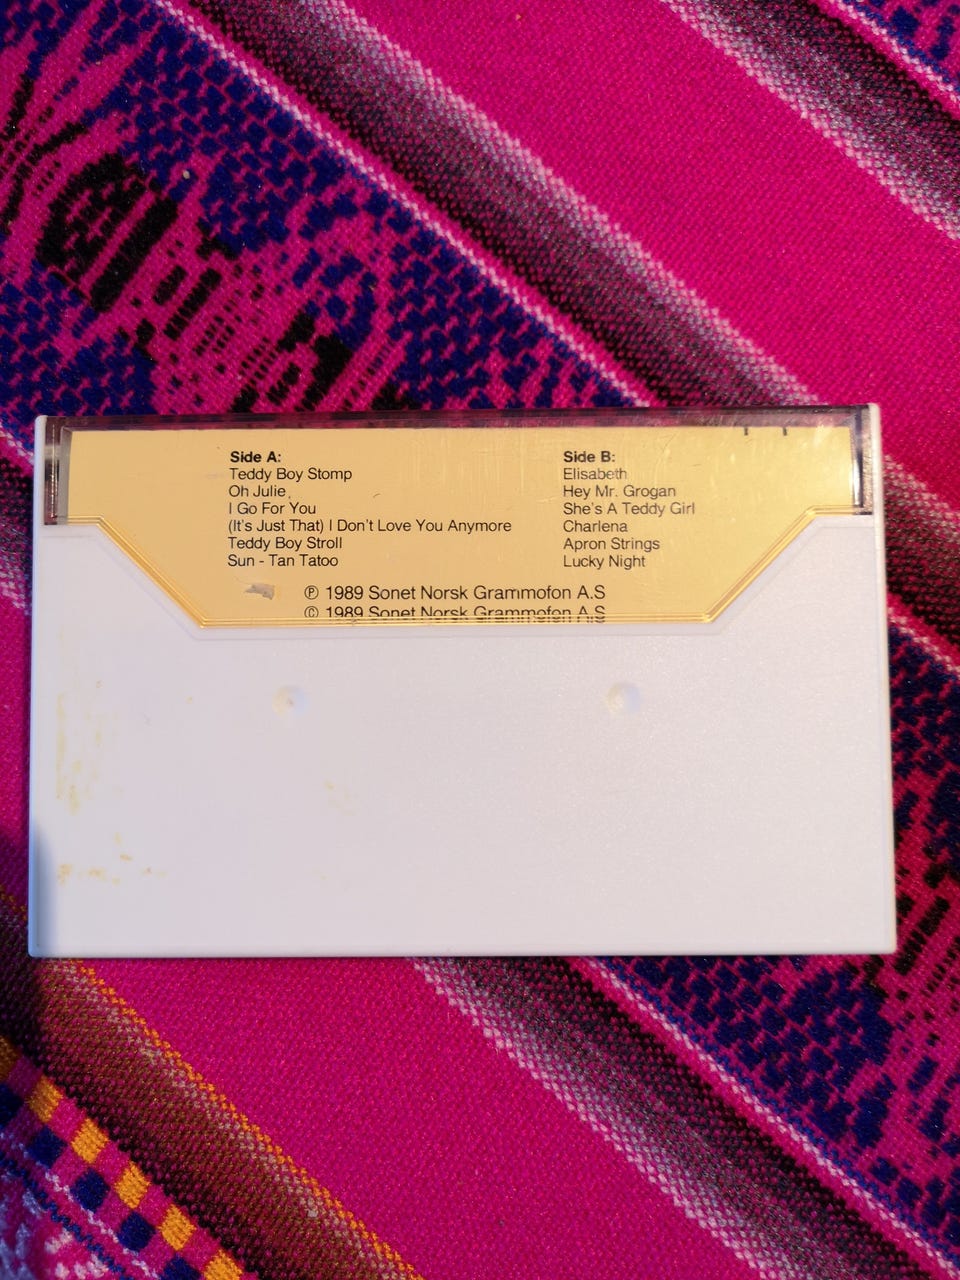 Side A:
Teddy Boy Stomp
Oh Julie
I Go For You
(It's Just That) I Don't Love You Anymore
Teddy Boy Stroll
Sun - Tan Tatoo
Side B:
Elisabeth
Hey Mr. Grogan
She's A Teddy Girl
Charlena
Apron Strings
Lucky Night
Ⓟ 1989 Sonet Norsk Grammofon A.S
© 1989 Sonet Norsk Grammofon A.S